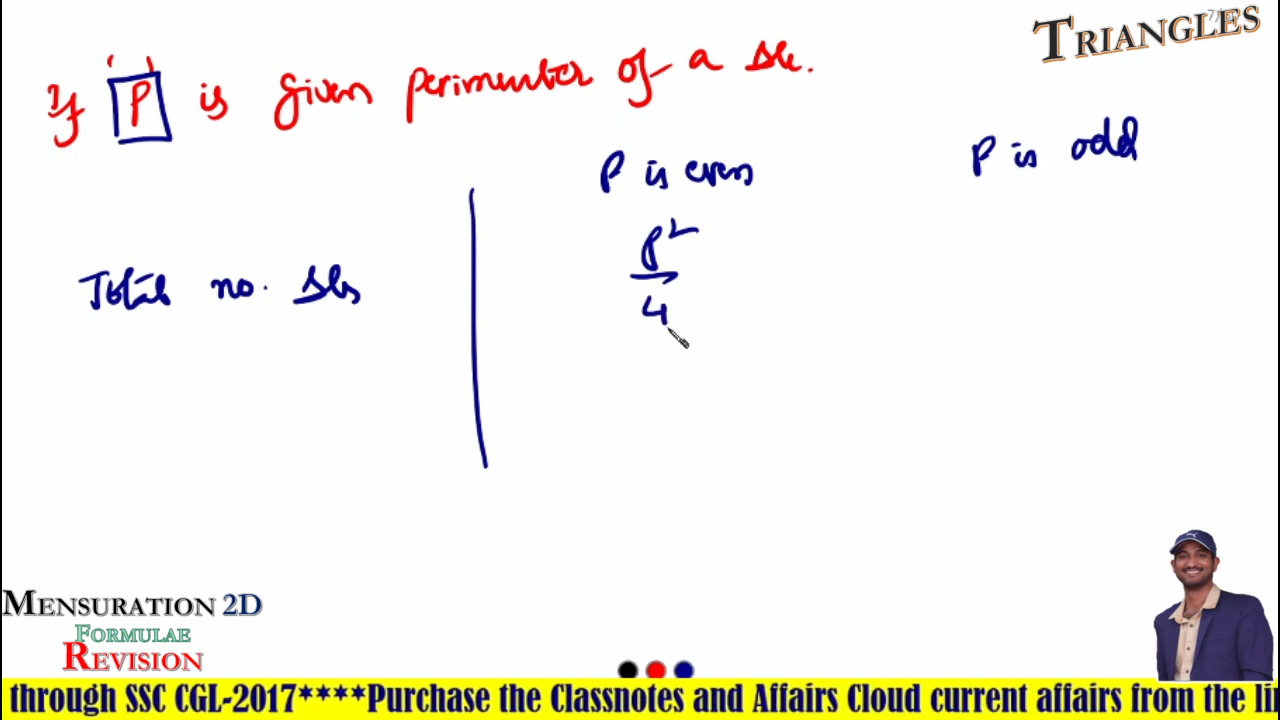 TRIANGLES
If P is given perimenter of a Δle.
P is even
P is odd
P²
Total no. Δles
4
MENSURATION 2D
FORMULAE
REVISION
through SSC CGL-2017****Purchase the Classnotes and Affairs Cloud current affairs from the li